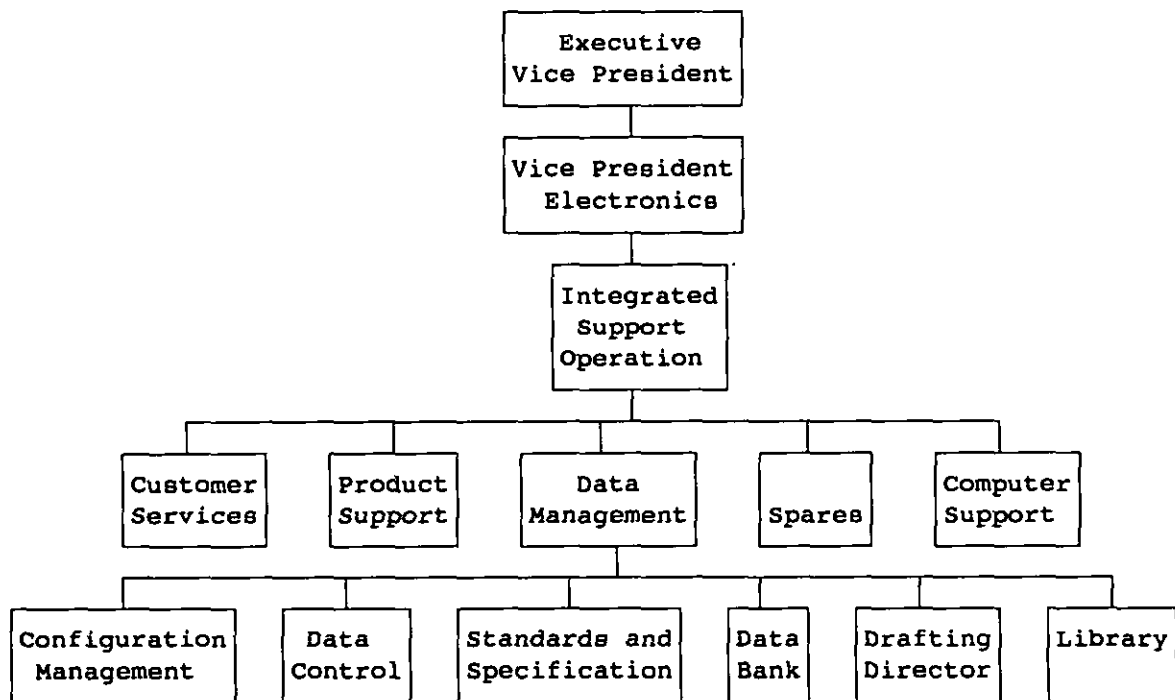 Executive
Vice President
Vice President
Electronics
Integrated
Support
Operation
Customer
Services
Product
Support
Data
Management
Spares
Computer
Support
Configuration
Management
Data
Control
Standards and
Specification
Data
Bank
Drafting
Director
Library